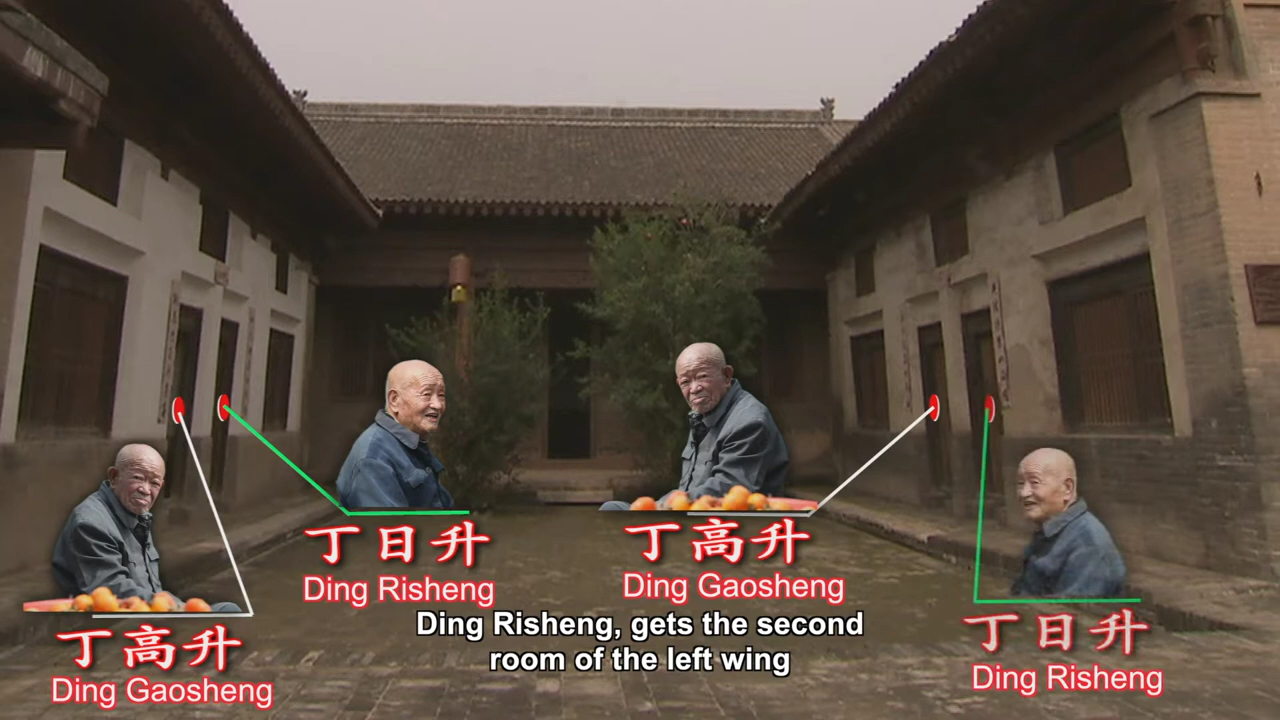 丁日升
Ding Risheng
丁高升
Ding Gaosheng
Ding Risheng, gets the second
room of the left wing
丁高升
Ding Gaosheng
丁日升
Ding Risheng